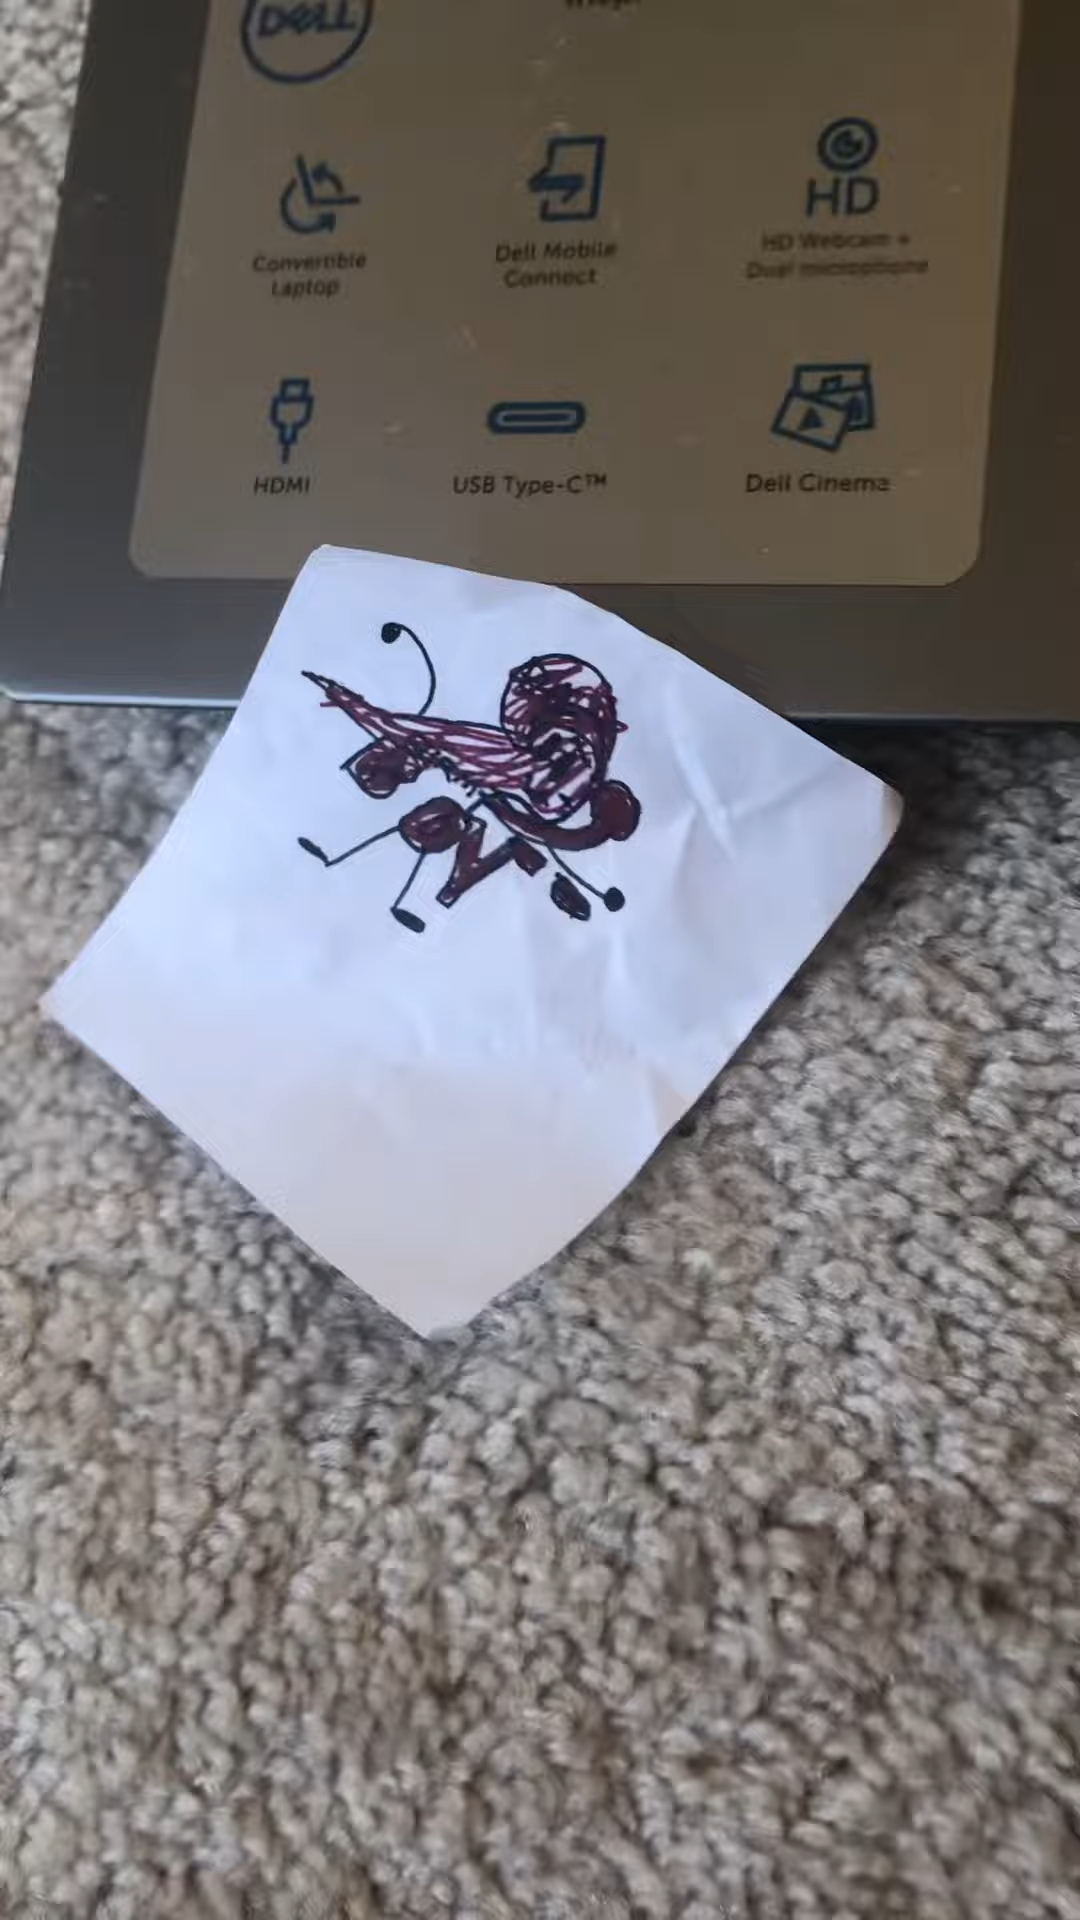 DELL
Convertible
Laptop
Dell Mobile
Connect
HD
HD Webcam +
Dual microphone
HDMI
USB Type-C™
Dell Cinema